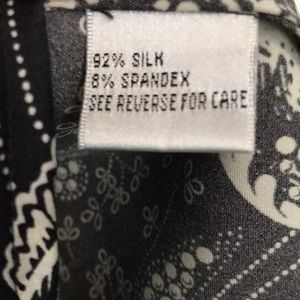 92% SILK
8% SPANDEX
SEE REVERSE FOR CARE